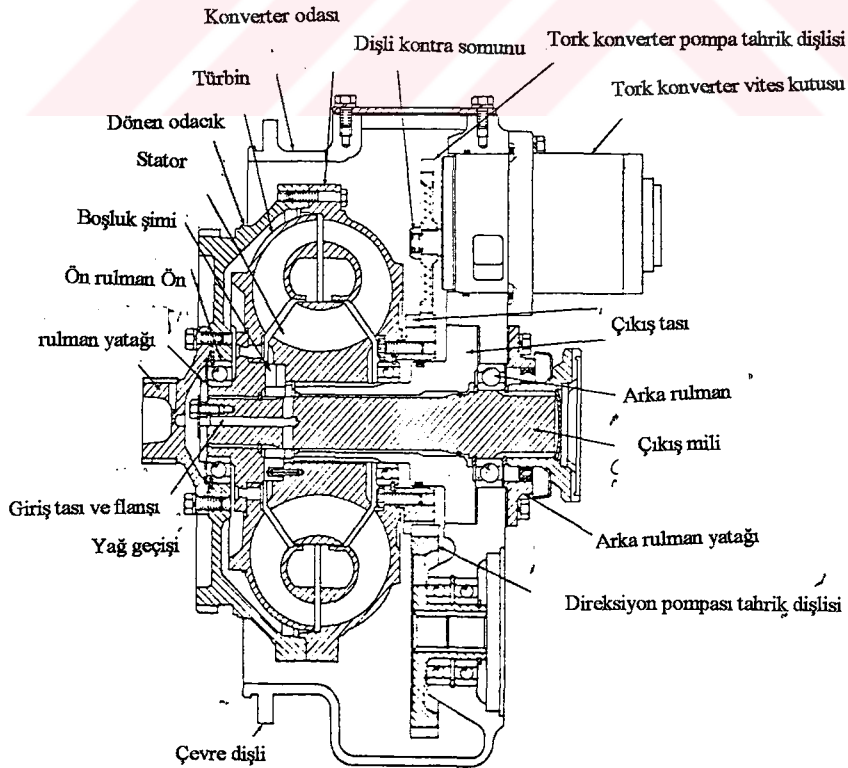 Konverter odası
Dişli kontra somunu
Tork konverter pompa tahrik dişlisi
Türbin
Tork konverter vites kutusu
Dönen odacık
Stator
Boşluk şimi
Ön rulman Ön
rulman yatağı
Çıkış tası
Arka rulman
Çıkış mili
Giriş tası ve flanşı
Yağ geçişi
Arka rulman yatağı
Direksiyon pompası tahrik dişlisi
Çevre dişli